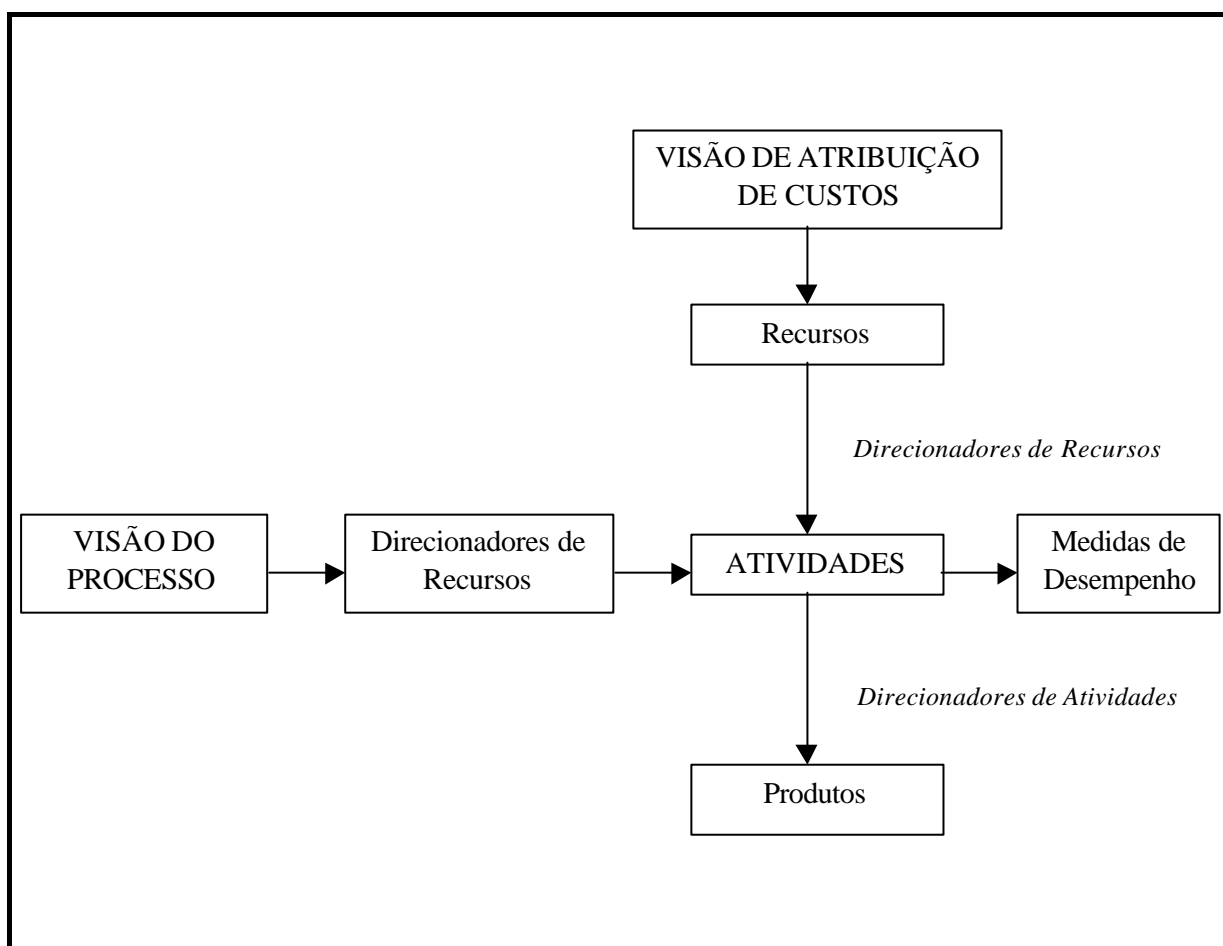 VISÃO DE ATRIBUIÇÃO
DE CUSTOS
Recursos
Direcionadores de Recursos
VISÃO DO
PROCESSO
Direcionadores de
Recursos
ATIVIDADES
Medidas de
Desempenho
Direcionadores de Atividades
Produtos